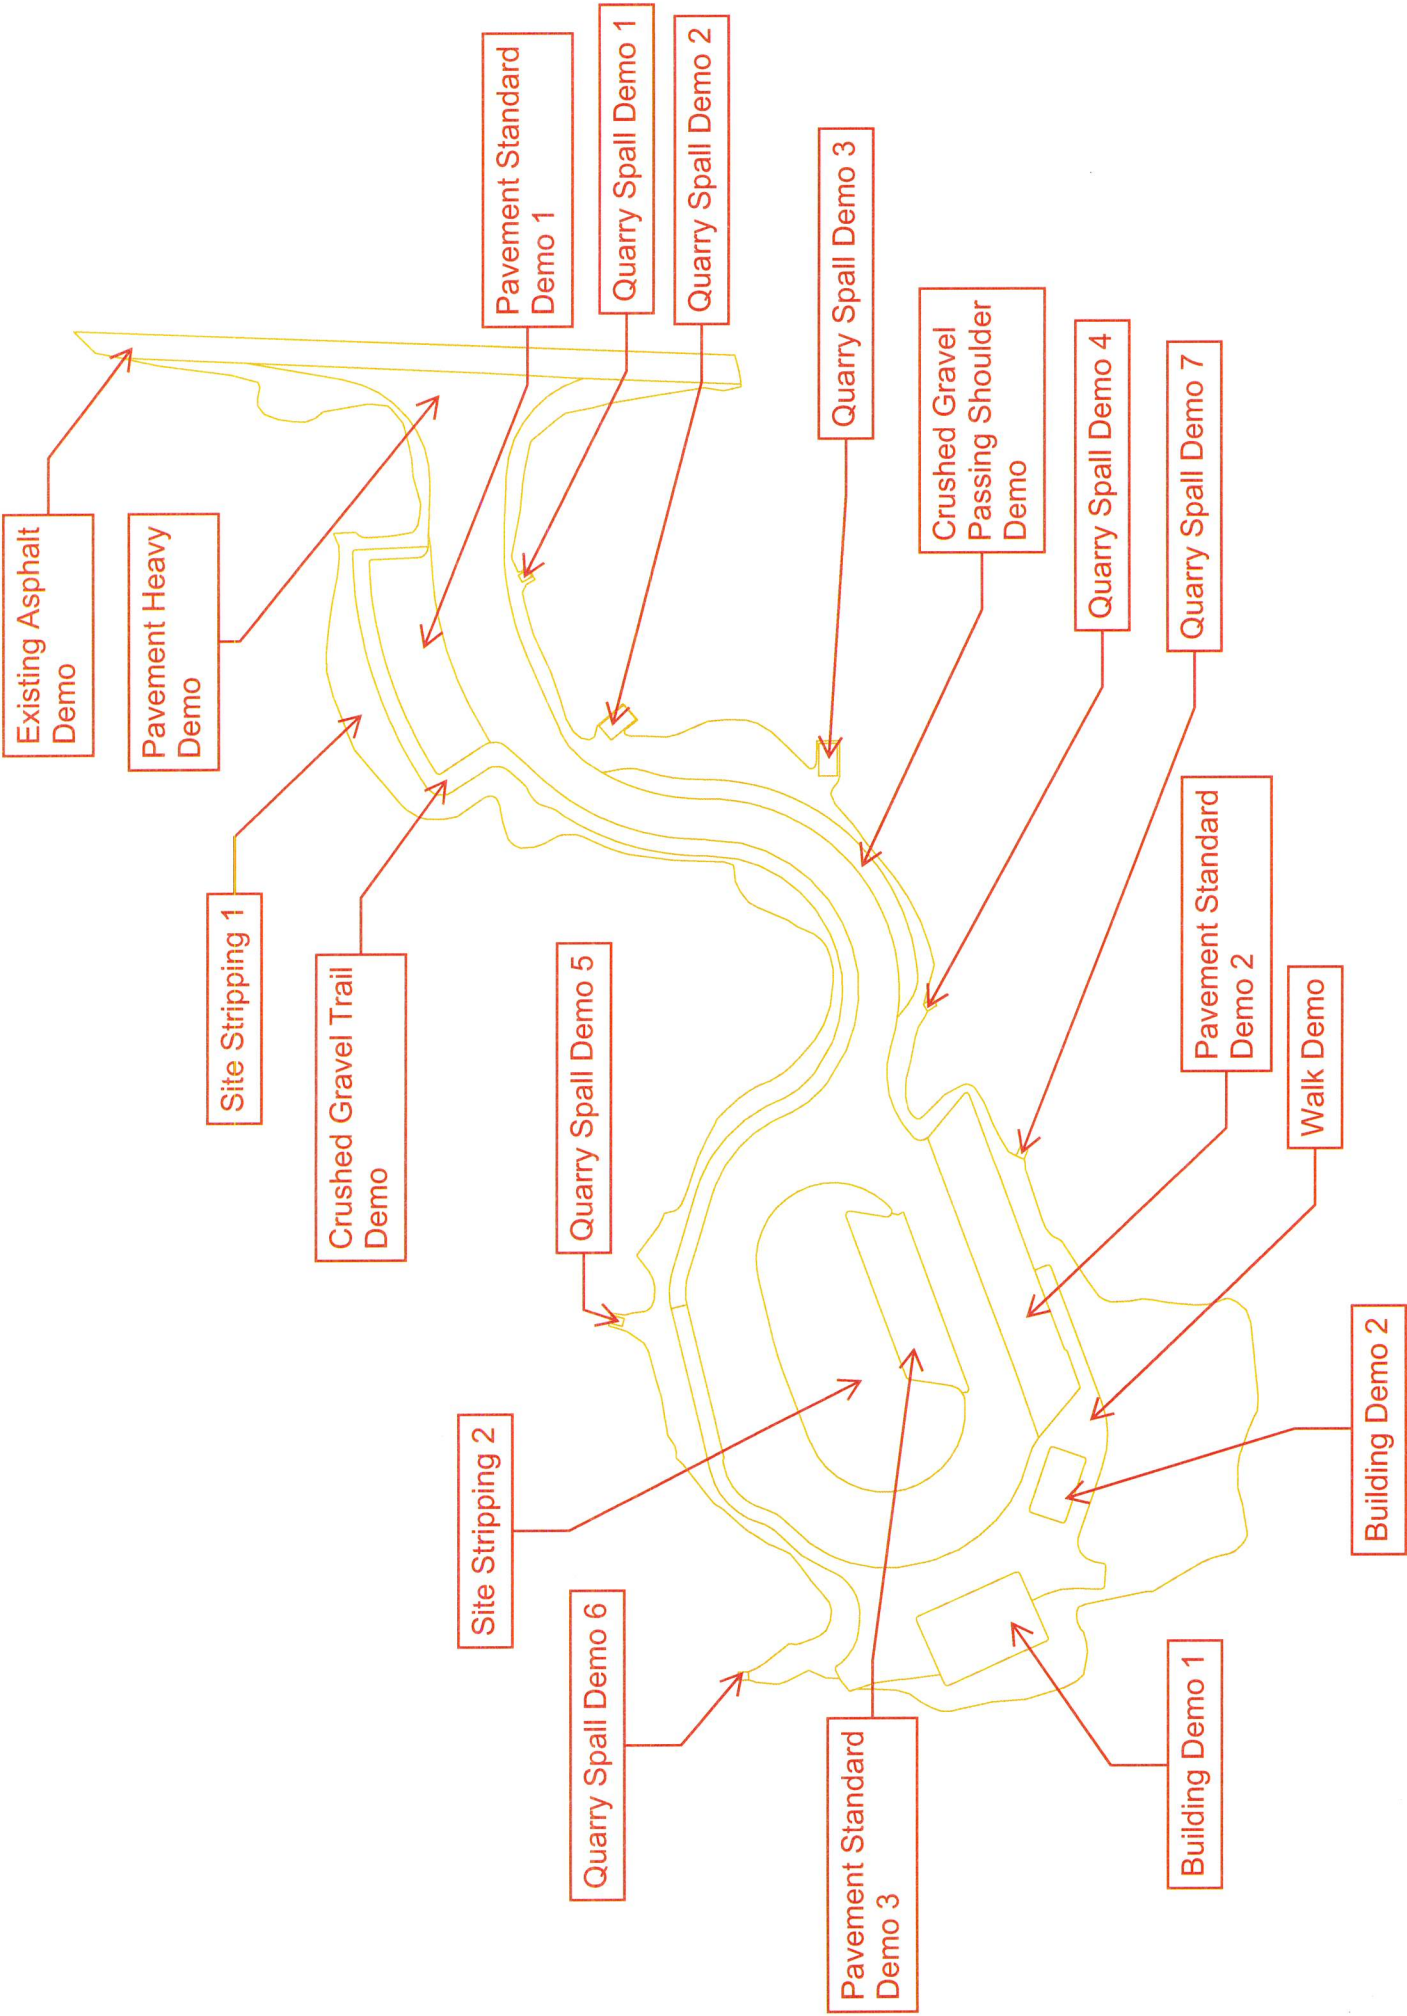 Existing Asphalt
Demo
Pavement Heavy
Demo
Site Stripping 1
Crushed Gravel Trail
Demo
Quarry Spall Demo 5
Site Stripping 2
Quarry Spall Demo 6
Pavement Standard
Demo 3
Building Demo 1
Building Demo 2
Walk Demo
Pavement Standard
Demo 2
Quarry Spall Demo 7
Quarry Spall Demo 4
Crushed Gravel
Passing Shoulder
Demo
Quarry Spall Demo 3
Quarry Spall Demo 2
Quarry Spall Demo 1
Pavement Standard
Demo 1